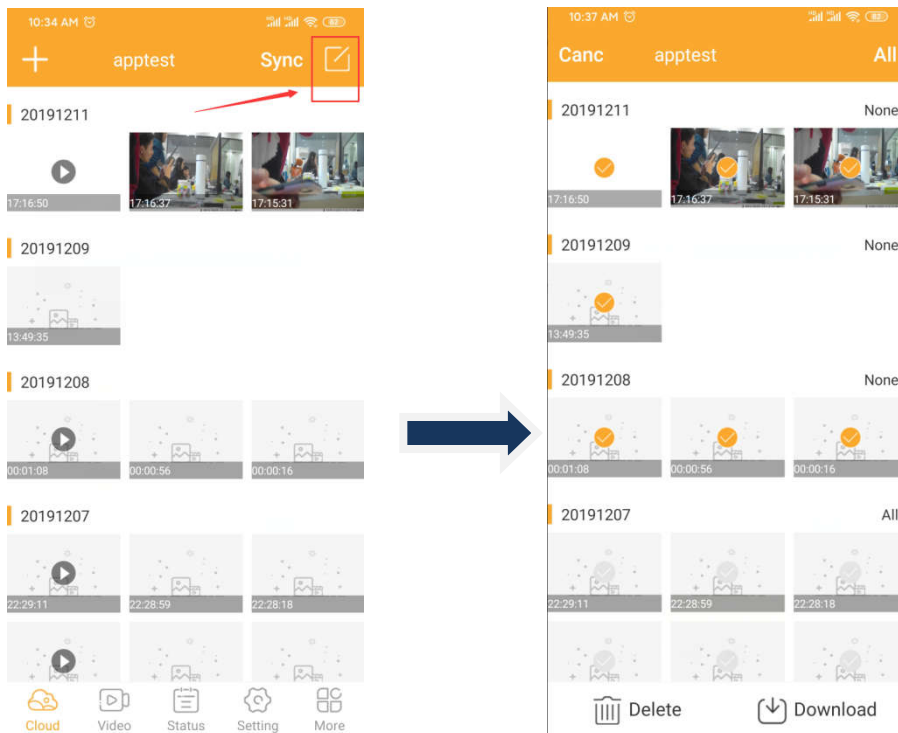 10:34 AM
82
apptest
Sync
20191211
17:16:50
17:16:37
17:15:31
20191209
13:49:35
20191208
00:01:08
00:00:56
00:00:16
20191207
22:29:11
22:28:59
22:28:18
Cloud
Video
Status
Setting
More
10:37 AM
82
Canc
apptest
All
20191211
None
17:16:50
17:16:37
17:15:31
20191209
None
13:49:35
20191208
None
00:01:08
00:00:56
00:00:16
20191207
All
22:29:11
22:28:59
22:28:18
Delete
Download